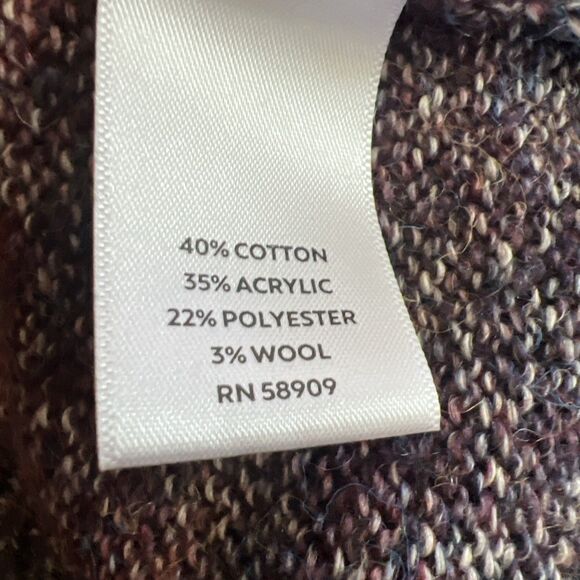 40% COTTON
35% ACRYLIC
22% POLYESTER
3% WOOL
RN 58909